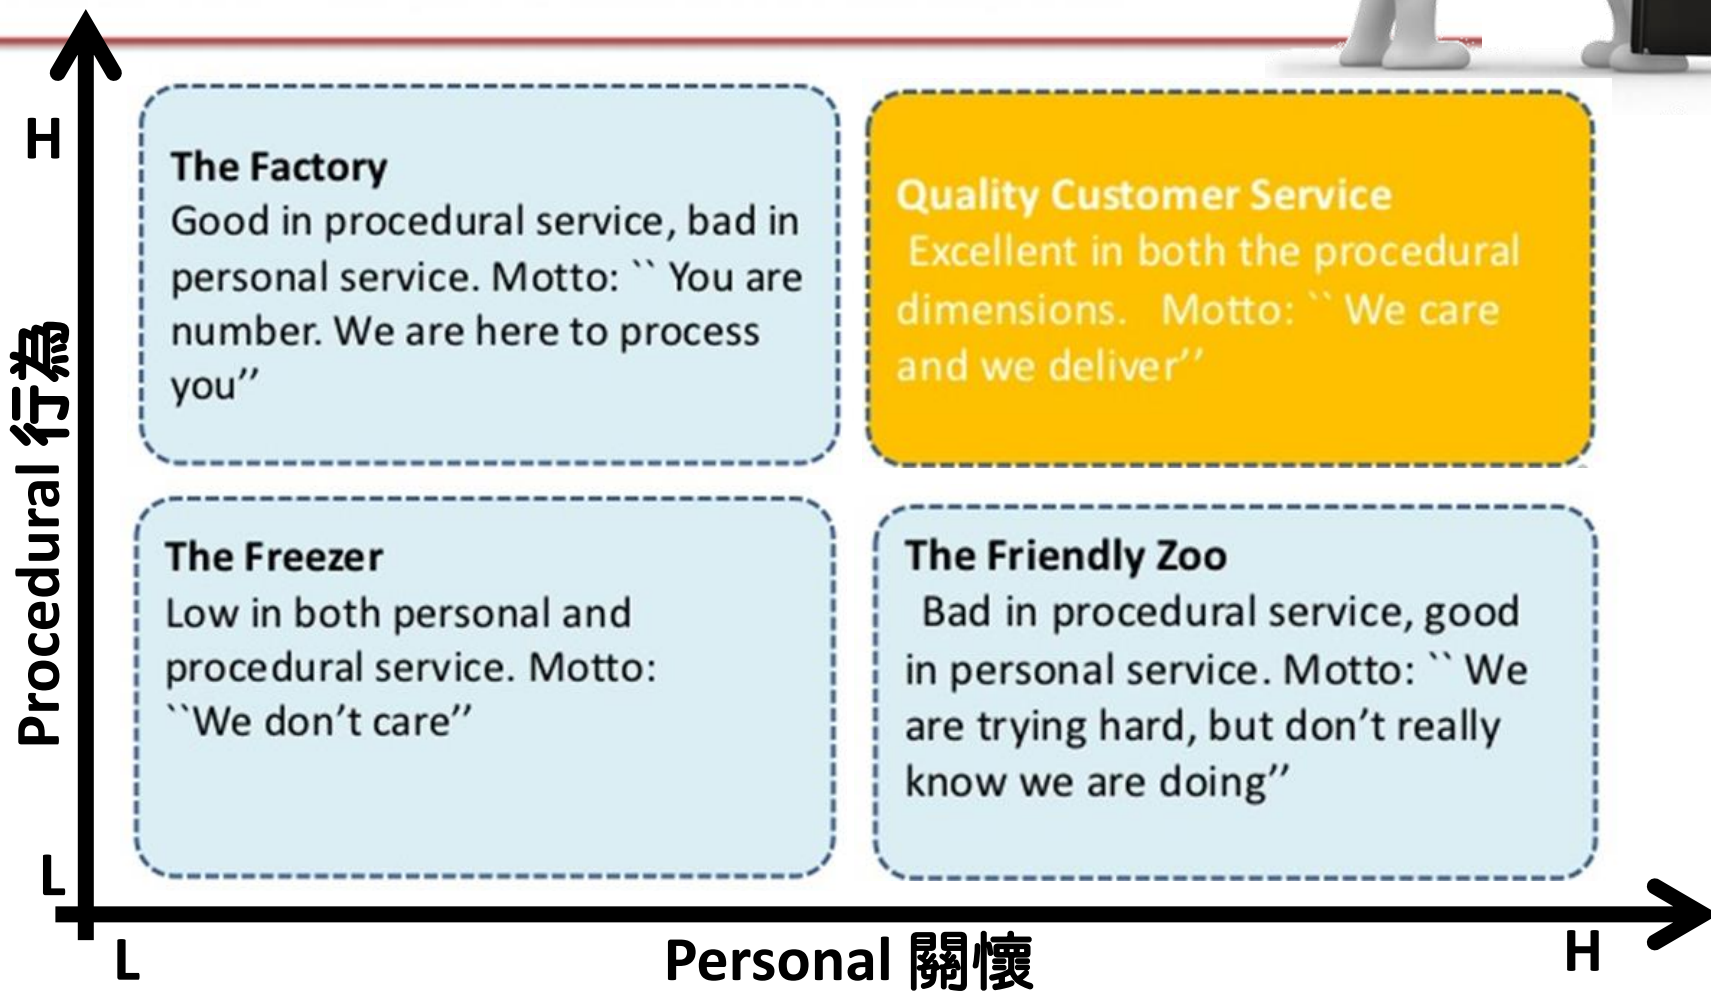 H
The Factory
Good in procedural service, bad in
personal service. Motto: `` You are
number. We are here to process
you’’
Quality Customer Service
Excellent in both the procedural
dimensions.   Motto: `` We care
and we deliver’’
Procedural 行為
The Freezer
Low in both personal and
procedural service. Motto:
``We don’t care’’
The Friendly Zoo
Bad in procedural service, good
in personal service. Motto: `` We
are trying hard, but don’t really
know we are doing’’
L
L
Personal 關懷
H